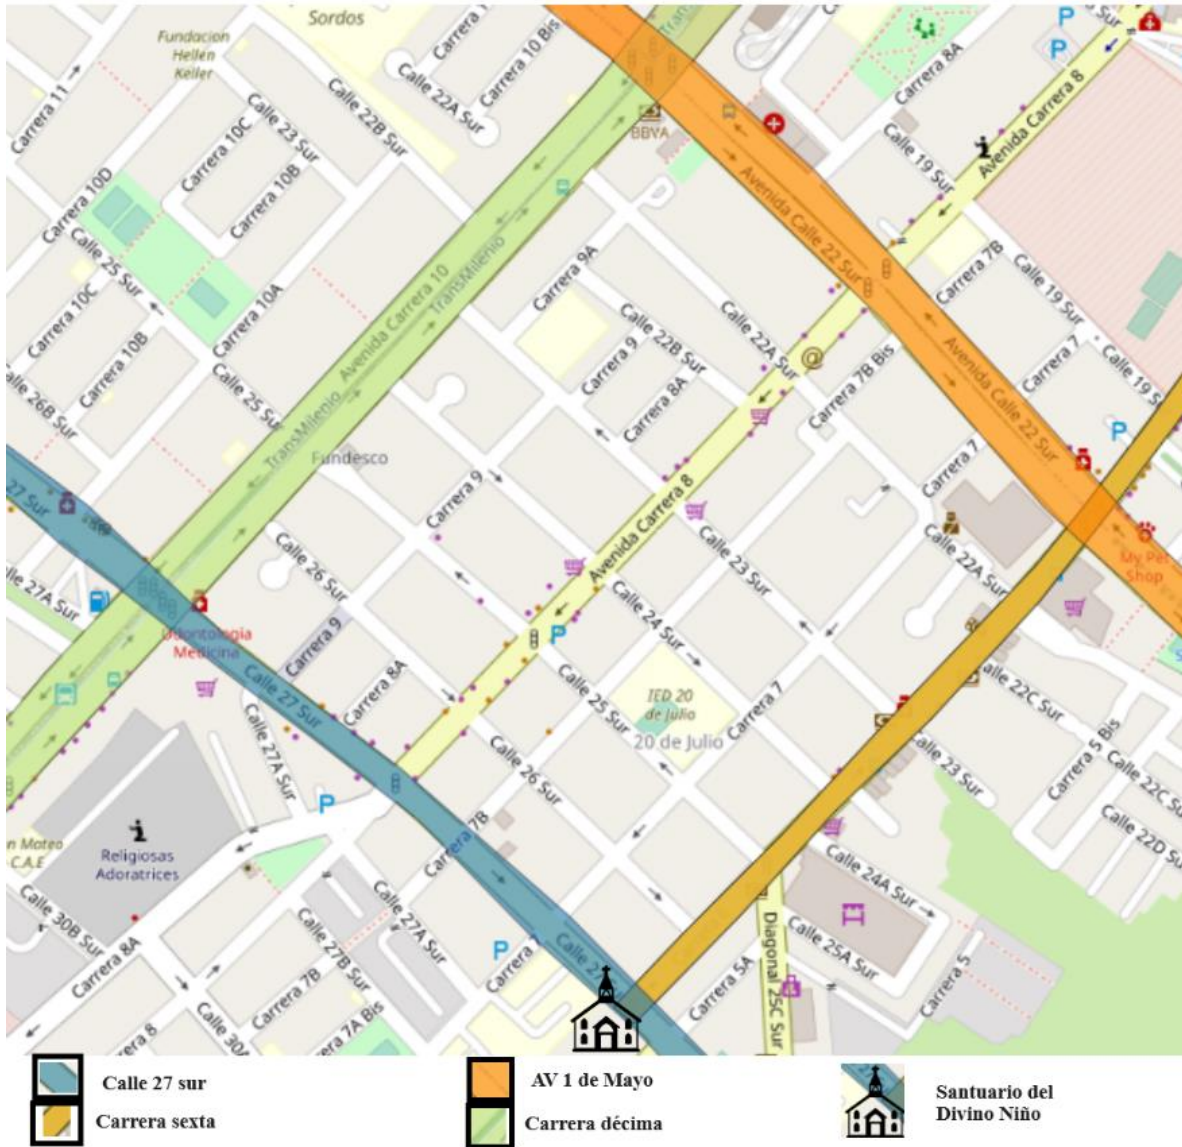 Sordos
Fundacion
Hellen
Keller
Carrera 11
Carrera 10 Bis
Calle 22A Sur
Calle 22B Sur
Calle 23 Sur
Carrera 10C
Carrera 10B
Carrera 10D
Calle 25 Sur
Carrera 10C
Carrera 10A
Carrera 10B
Calle 25 Sur
TransMilenio
Avenida Carrera 10
TransMilenio
Fundesco
BBVA
P
P
Carrera 8A
Avenida Carrera 8
Calle 19 Sur
Avenida Calle 22 Sur
Carrera 7B
Calle 19 Sur
Carrera 9A
Calle 22B Sur
Calle 22A Sur
Carrera 9
Carrera 8A
Carrera 7B Bis
Avenida Calle 22 Sur
Carrera 7
P
Carrera 7
Carrera 9
Avenida Carrera 8
Calle 23 Sur
Calle 22A Sur
My Pet
Shop
27 Sur
Calle 27A Sur
Calle 26 Sur
Odontología
Medicina
Carrera 9
Calle 27 Sur
Carrera 8A
P
Calle 24 Sur
Calle 25 Sur
IED 20
de Julio
20 de Julio
Carrera 7
Calle 22C Sur
Calle 23 Sur
Carrera 5 Bis
Calle 22C Sur
Calle 22D Sur
Calle 27A Sur
P
Calle 26 Sur
Carrera 7B
Religiosas
Adoratrices
C.A.E
Calle 30B Sur
Carrera 8A
Calle 27A Sur
Calle 27B Sur
Carrera 7B
Carrera 7A Bis
P
Calle 24A Sur
Calle 25A Sur
Diagonal 25C Sur
Carrera 5A
Carrera 5
Calle 27 sur
Carrera sexta
AV 1 de Mayo
Carrera décima
Santuario del
Divino Niño